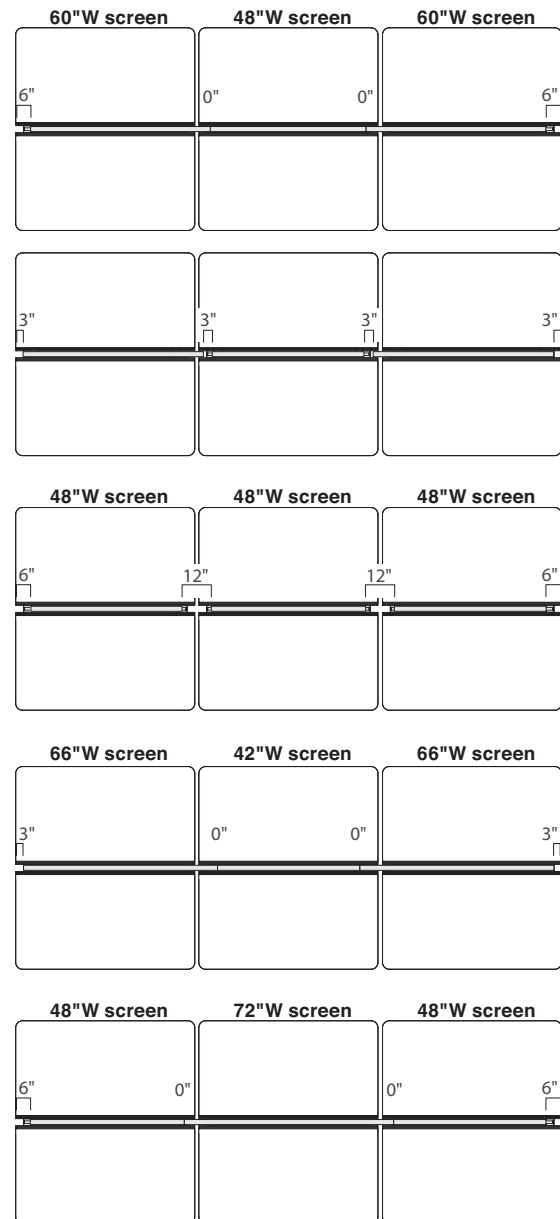 60"W screen 48"W screen 60"W screen
6" 0" 0" 6"
3" 3" 3" 3"
48"W screen 48"W screen 48"W screen
6" 12" 12" 6"
66"W screen 42"W screen 66"W screen
3" 0" 0" 3"
48"W screen 72"W screen 48"W screen
6" 0" 0" 6"